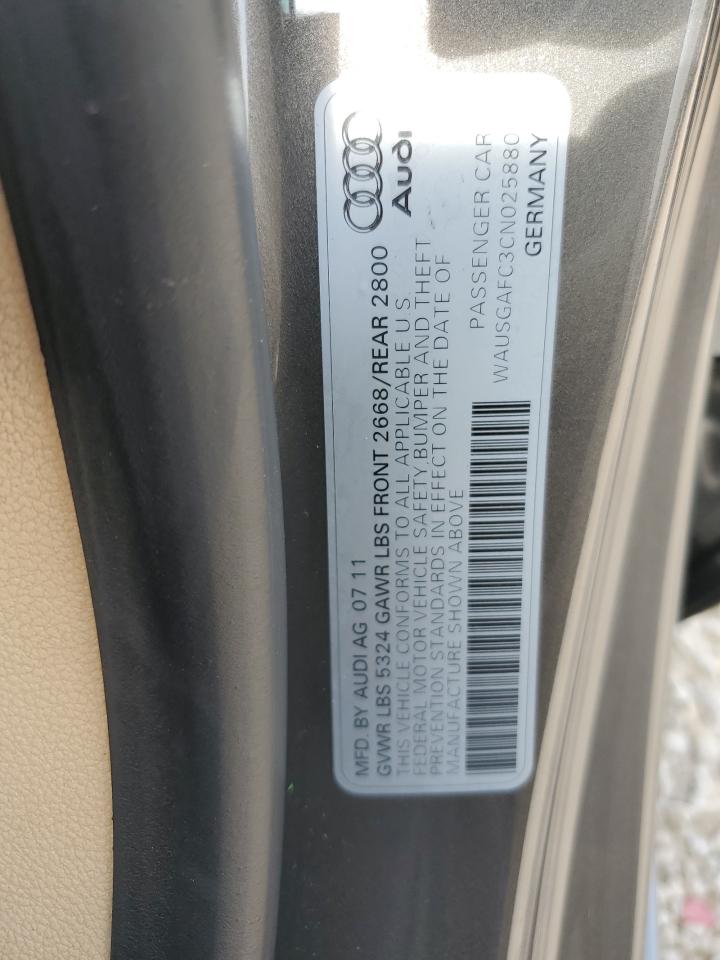 MFD. BY AUDI AG 07 11
GVWR LBS 5324 GAWR LBS FRONT 2668/REAR 2800
THIS VEHICLE CONFORMS TO ALL APPLICABLE U.S.
FEDERAL MOTOR VEHICLE SAFETY,BUMPER AND THEFT
PREVENTION STANDARDS IN EFFECT ON THE DATE OF
MANUFACTURE SHOWN ABOVE
Audi
PASSENGER CAR
WAUSGAFC3CN025880
GERMANY